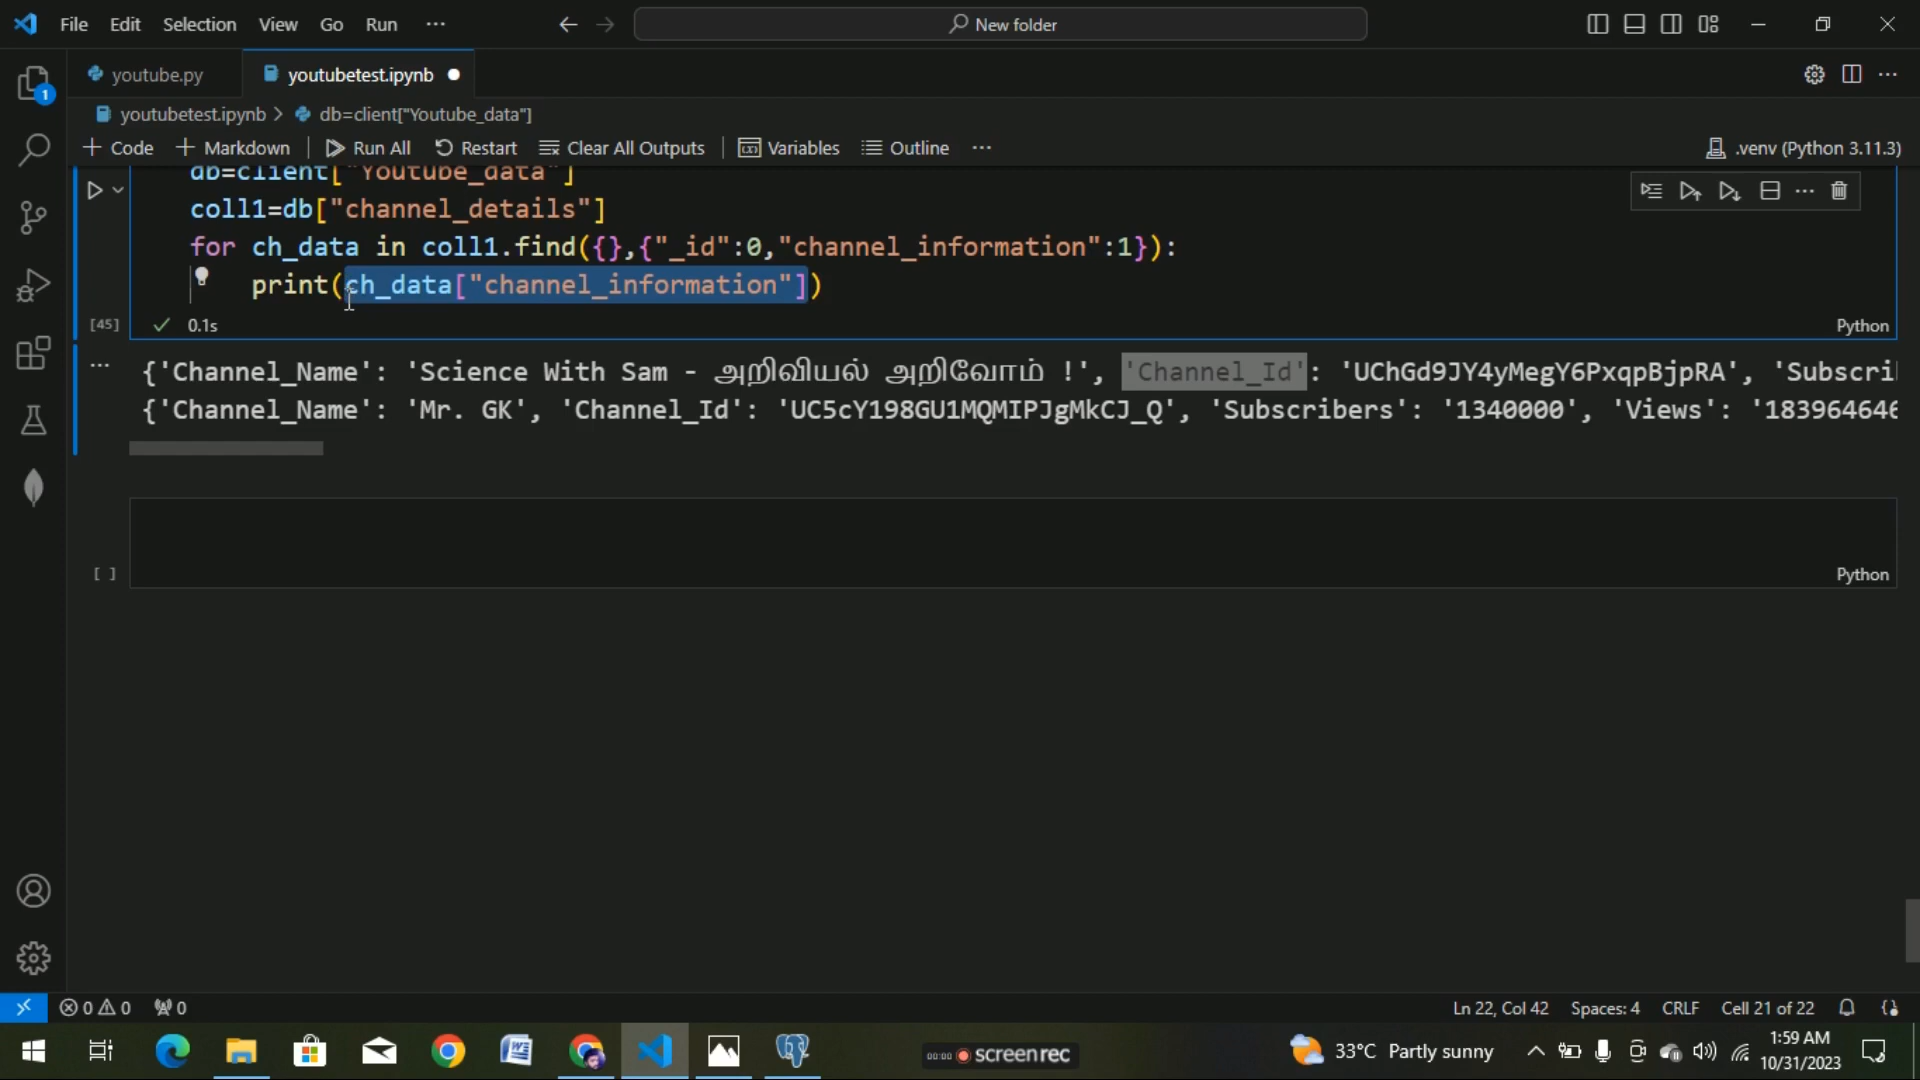 File Edit Selection View Go Run ···
New folder
1
youtube.py
youtubetest.ipynb
youtubetest.ipynb > db=client["Youtube_data"]
+ Code + Markdown Run All Restart Clear All Outputs Variables Outline ···
.venv (Python 3.11.3)
db=client["Youtube_data"]
coll1=db["channel_details"]
for ch_data in coll1.find({},{"_id":0,"channel_information":1}):
print(ch_data["channel_information"])
[45] 0.1s Python
{'Channel_Name': 'Science With Sam - அறிவியல் அறிவோம் !', 'Channel_Id': 'UChGd9JY4yMegY6PxqpBjpRA', 'Subscri
{'Channel_Name': 'Mr. GK', 'Channel_Id': 'UC5cY198GU1MQMIPJgMkCJ_Q', 'Subscribers': '1340000', 'Views': '183964646
[ ] Python
0 0 0 Ln 22, Col 42 Spaces: 4 CRLF Cell 21 of 22
00:00 screenrec 33°C Partly sunny 1:59 AM
10/31/2023